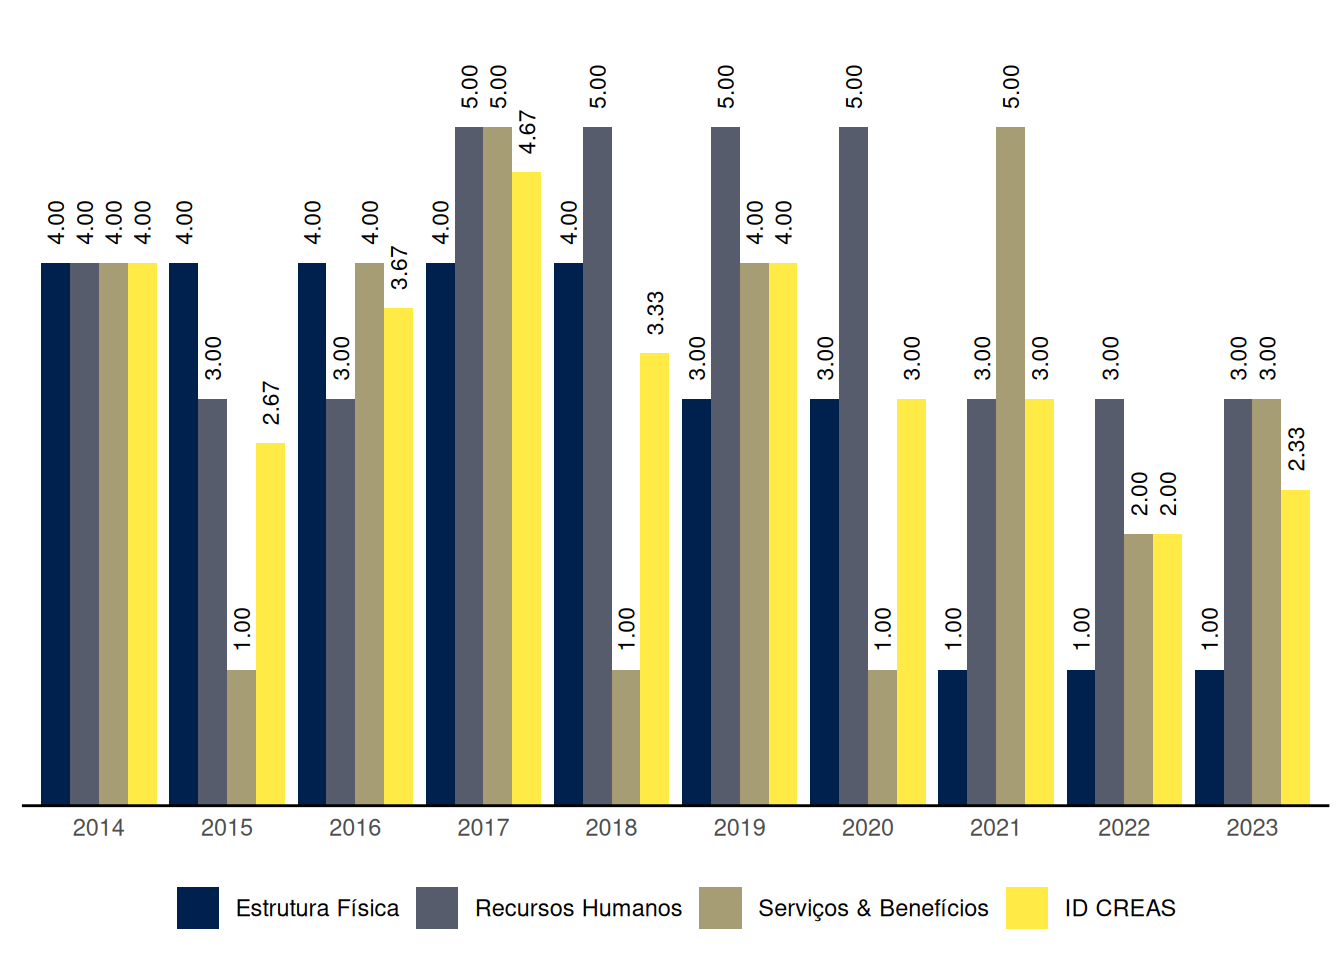 5.00 5.00 5.00 5.00 5.00 5.00
4.67
4.00 4.00 4.00 4.00 4.00 4.00 4.00 4.00 4.00 4.00 4.00
3.67
3.33
3.00 3.00 3.00 3.00 3.00 3.00 3.00 3.00 3.00 3.00
2.67
2.33
2.00 2.00
1.00 1.00 1.00 1.00 1.00 1.00
2014 2015 2016 2017 2018 2019 2020 2021 2022 2023
Estrutura Física Recursos Humanos Serviços & Benefícios ID CREAS